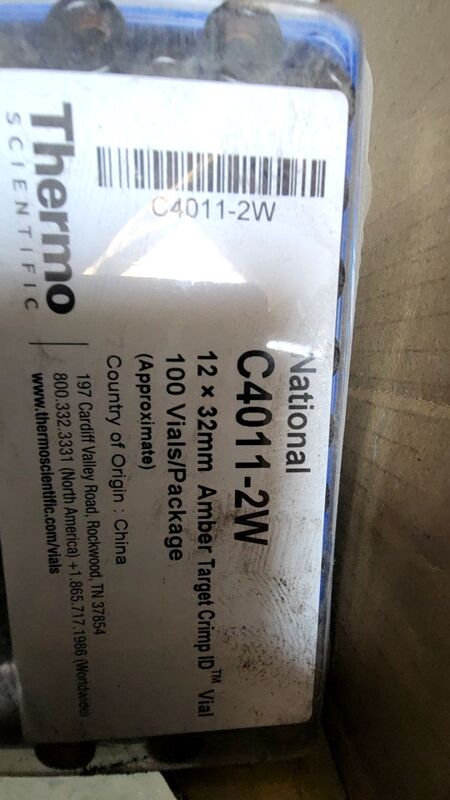 Thermo
SCIENTIFIC
C4011-2W
National
C4011-2W
12 × 32mm Amber Target Crimp ID™ Vial
100 Vials/Package
(Approximate)
Country of Origin : China
197 Cardiff Valley Road, Rockwood, TN 37854
800.332.3331 (North America) +1.865.717.1986 (Worldwide)
www.thermoscientific.com/vials